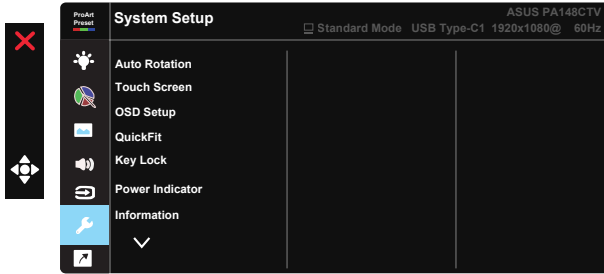 ProArt
Preset
System Setup
ASUS PA148CTV
Standard Mode USB Type-C1 1920x1080@ 60Hz
Auto Rotation
Touch Screen
OSD Setup
QuickFit
Key Lock
Power Indicator
Information